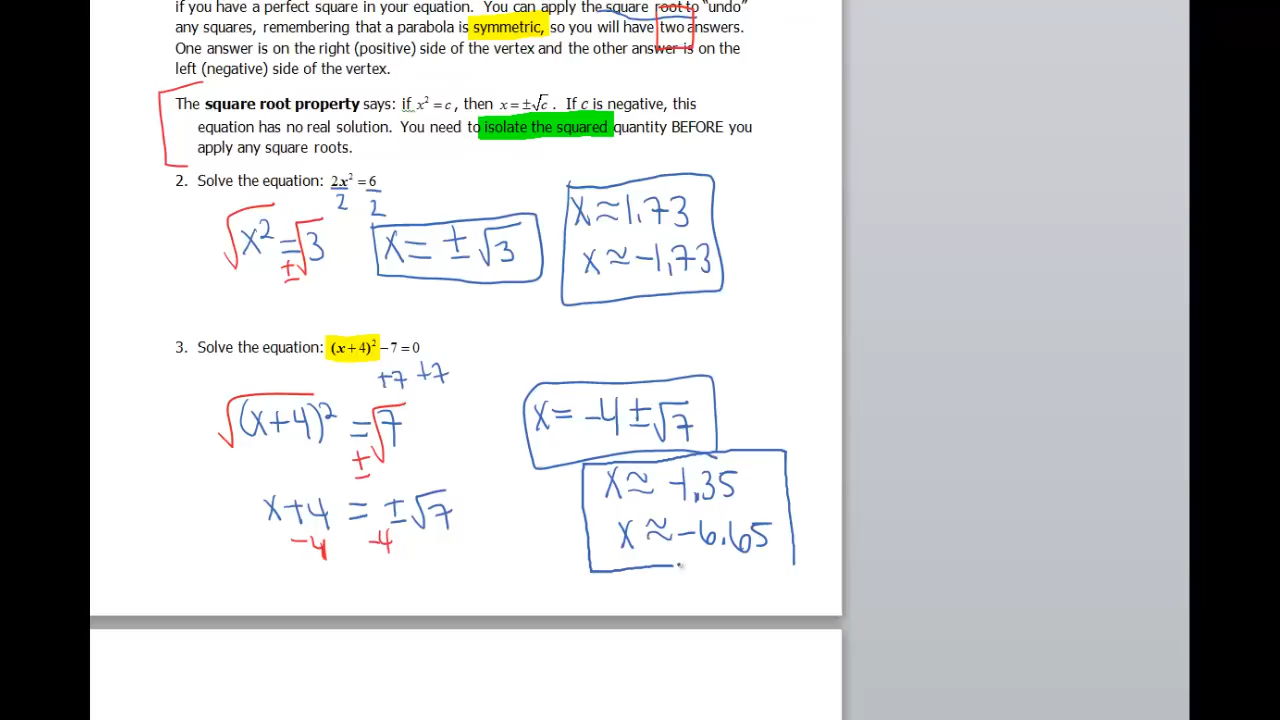 if you have a perfect square in your equation. You can apply the square root to "undo"
any squares, remembering that a parabola is symmetric, so you will have two answers.
One answer is on the right (positive) side of the vertex and the other answer is on the
left (negative) side of the vertex.
The square root property says: if x² = c, then x = ±√c. If c is negative, this
equation has no real solution. You need to isolate the squared quantity BEFORE you
apply any square roots.
2. Solve the equation: 2x² = 6
2 2
√x² = ±√3
x = ±√3
x ≈ 1.73
x ≈ -1.73
3. Solve the equation: (x + 4)² − 7 = 0
+7 +7
√(x+4)² = ±√7
x+4 = ±√7
-4 -4
x = -4 ± √7
x ≈ -1.35
x ≈ -6.65